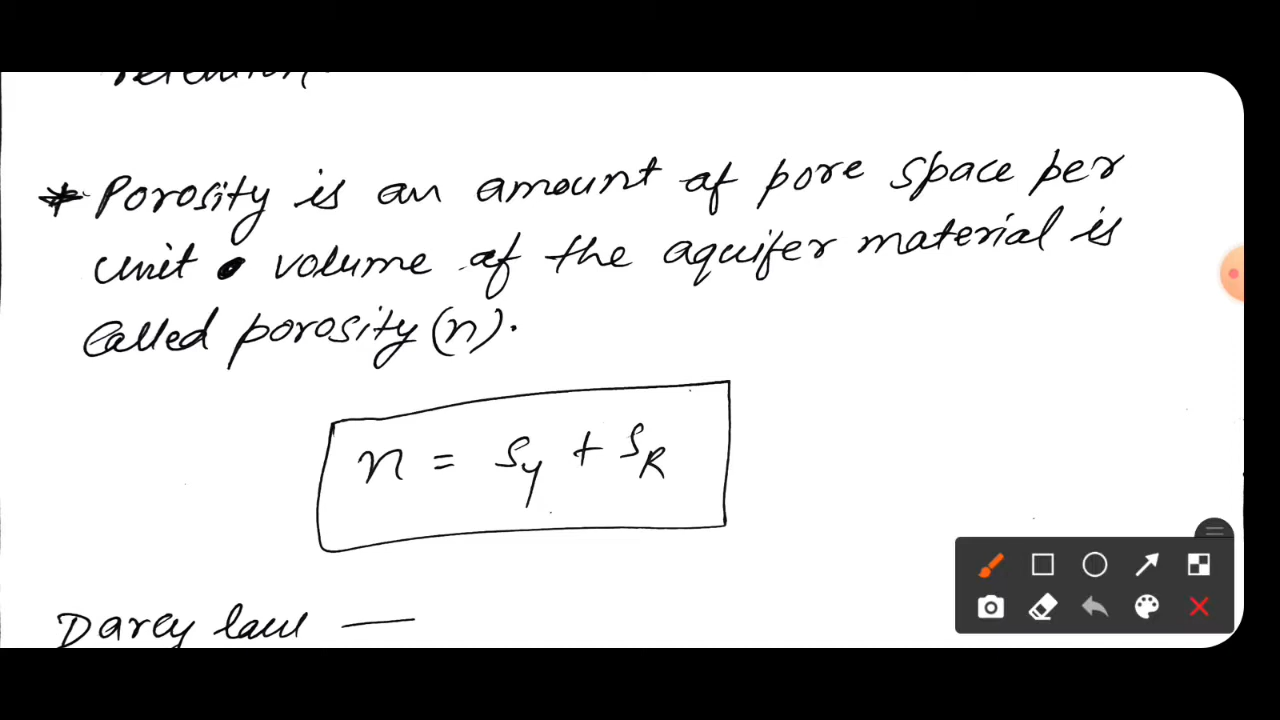 * Porosity is an amount of pore space per
unit volume of the aquifer material is
Called porosity (n).
n = Sy + SR
Darcy law —